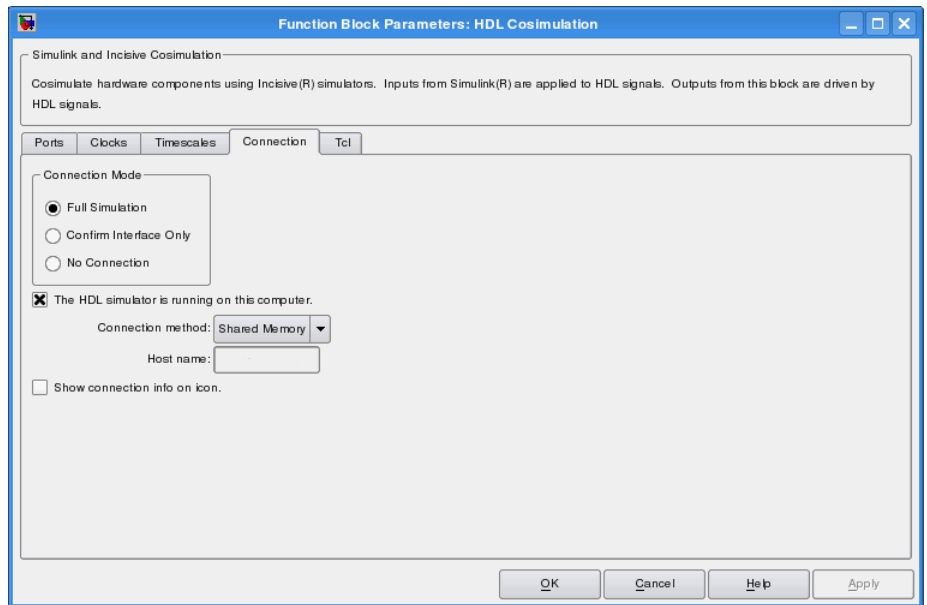 Function Block Parameters: HDL Cosimulation
Simulink and Incisive Cosimulation
Cosimulate hardware components using Incisive(R) simulators. Inputs from Simulink(R) are applied to HDL signals. Outputs from this block are driven by
HDL signals.
Ports Clocks Timescales Connection Tcl
Connection Mode
Full Simulation
Confirm Interface Only
No Connection
The HDL simulator is running on this computer.
Connection method: Shared Memory
Host name:
Show connection info on icon.
OK Cancel Help Apply